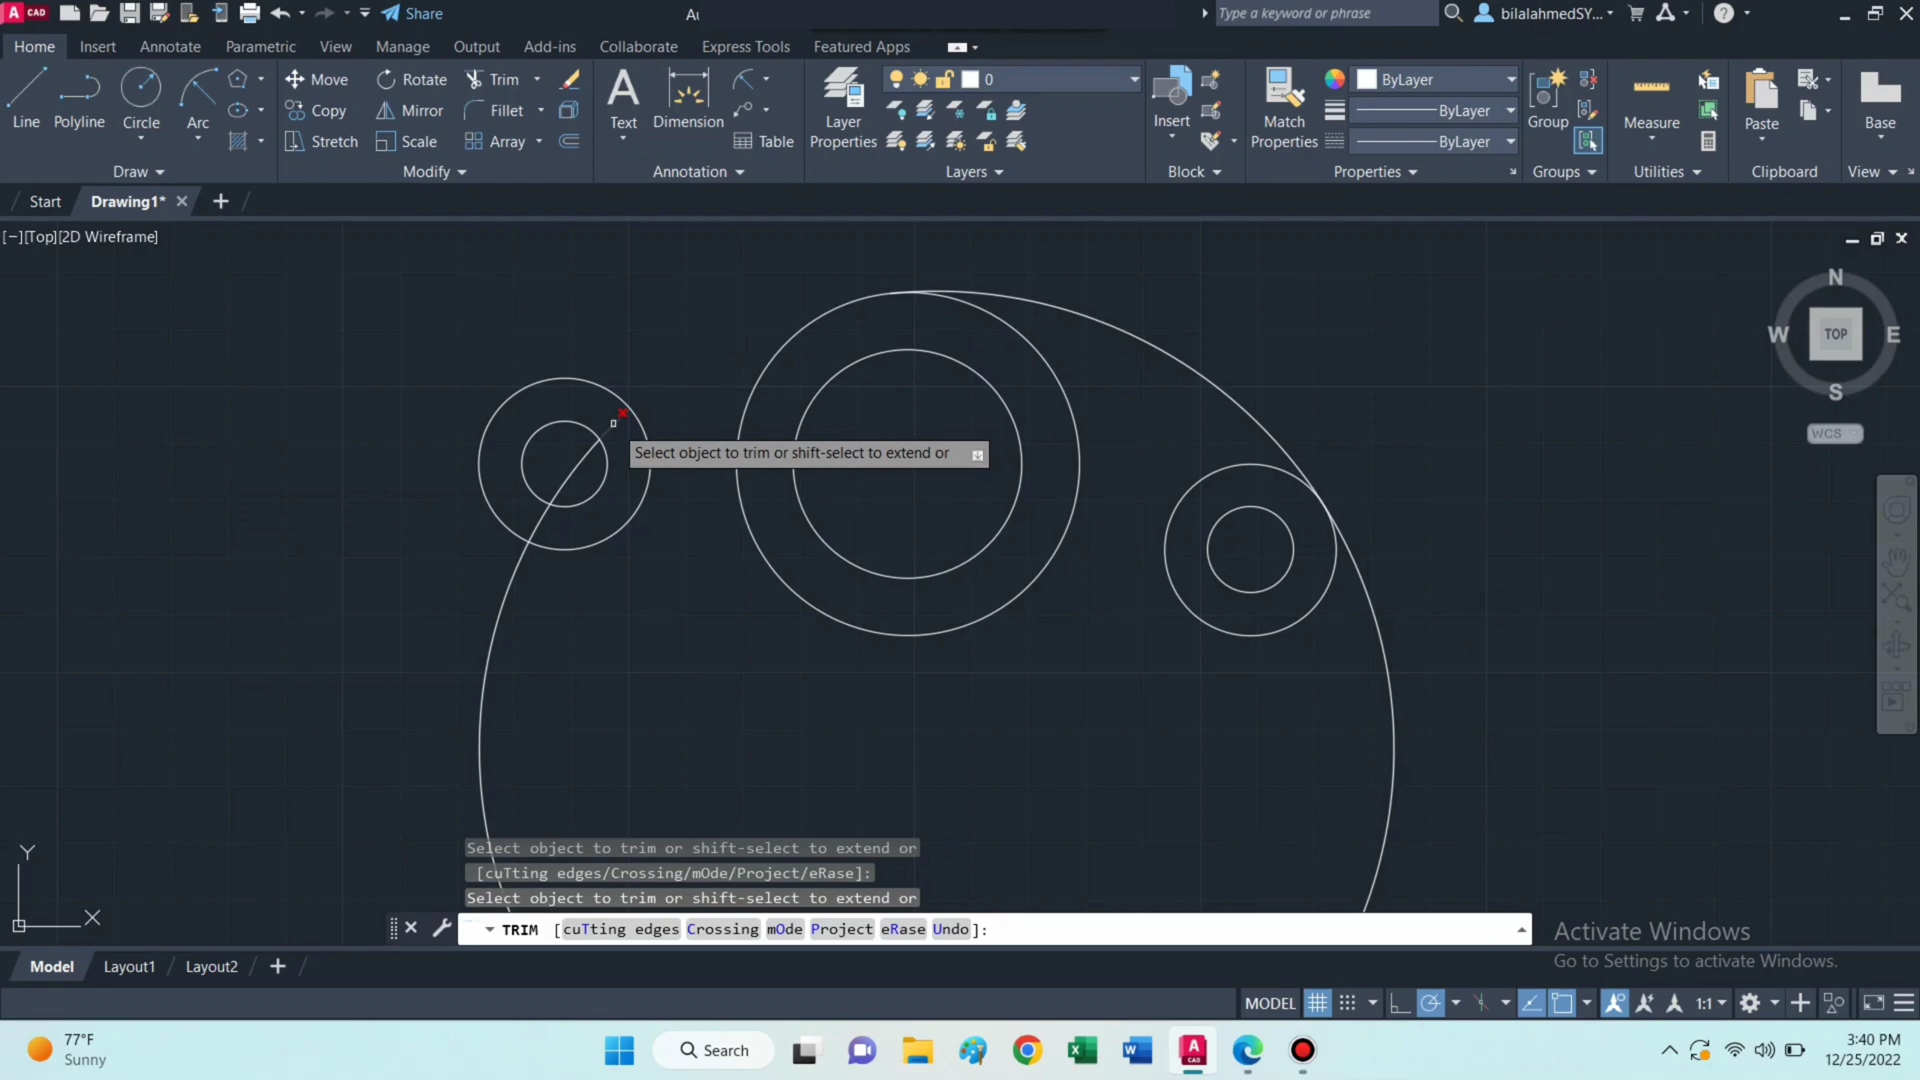 CAD Share Au Type a keyword or phrase bilalahmedSY...
Home Insert Annotate Parametric View Manage Output Add-ins Collaborate Express Tools Featured Apps
Line Polyline Circle Arc
Move Rotate Trim
Copy Mirror Fillet
Stretch Scale Array
Text Dimension Table
Layer Properties 0
Insert
Match Properties ByLayer
ByLayer
ByLayer
Group Measure Paste Base
Draw Modify Annotation Layers Block Properties Groups Utilities Clipboard View
Start Drawing1* +
[−][Top][2D Wireframe]
N
W TOP E
S
WCS
Select object to trim or shift-select to extend or
Y
X
Select object to trim or shift-select to extend or
[cuTting edges/Crossing/mOde/Project/eRase]:
Select object to trim or shift-select to extend or
TRIM [cuTting edges Crossing mOde Project eRase Undo]:
Activate Windows
Go to Settings to activate Windows.
Model Layout1 Layout2 +
MODEL 1:1
77°F
Sunny
Search
3:40 PM
12/25/2022